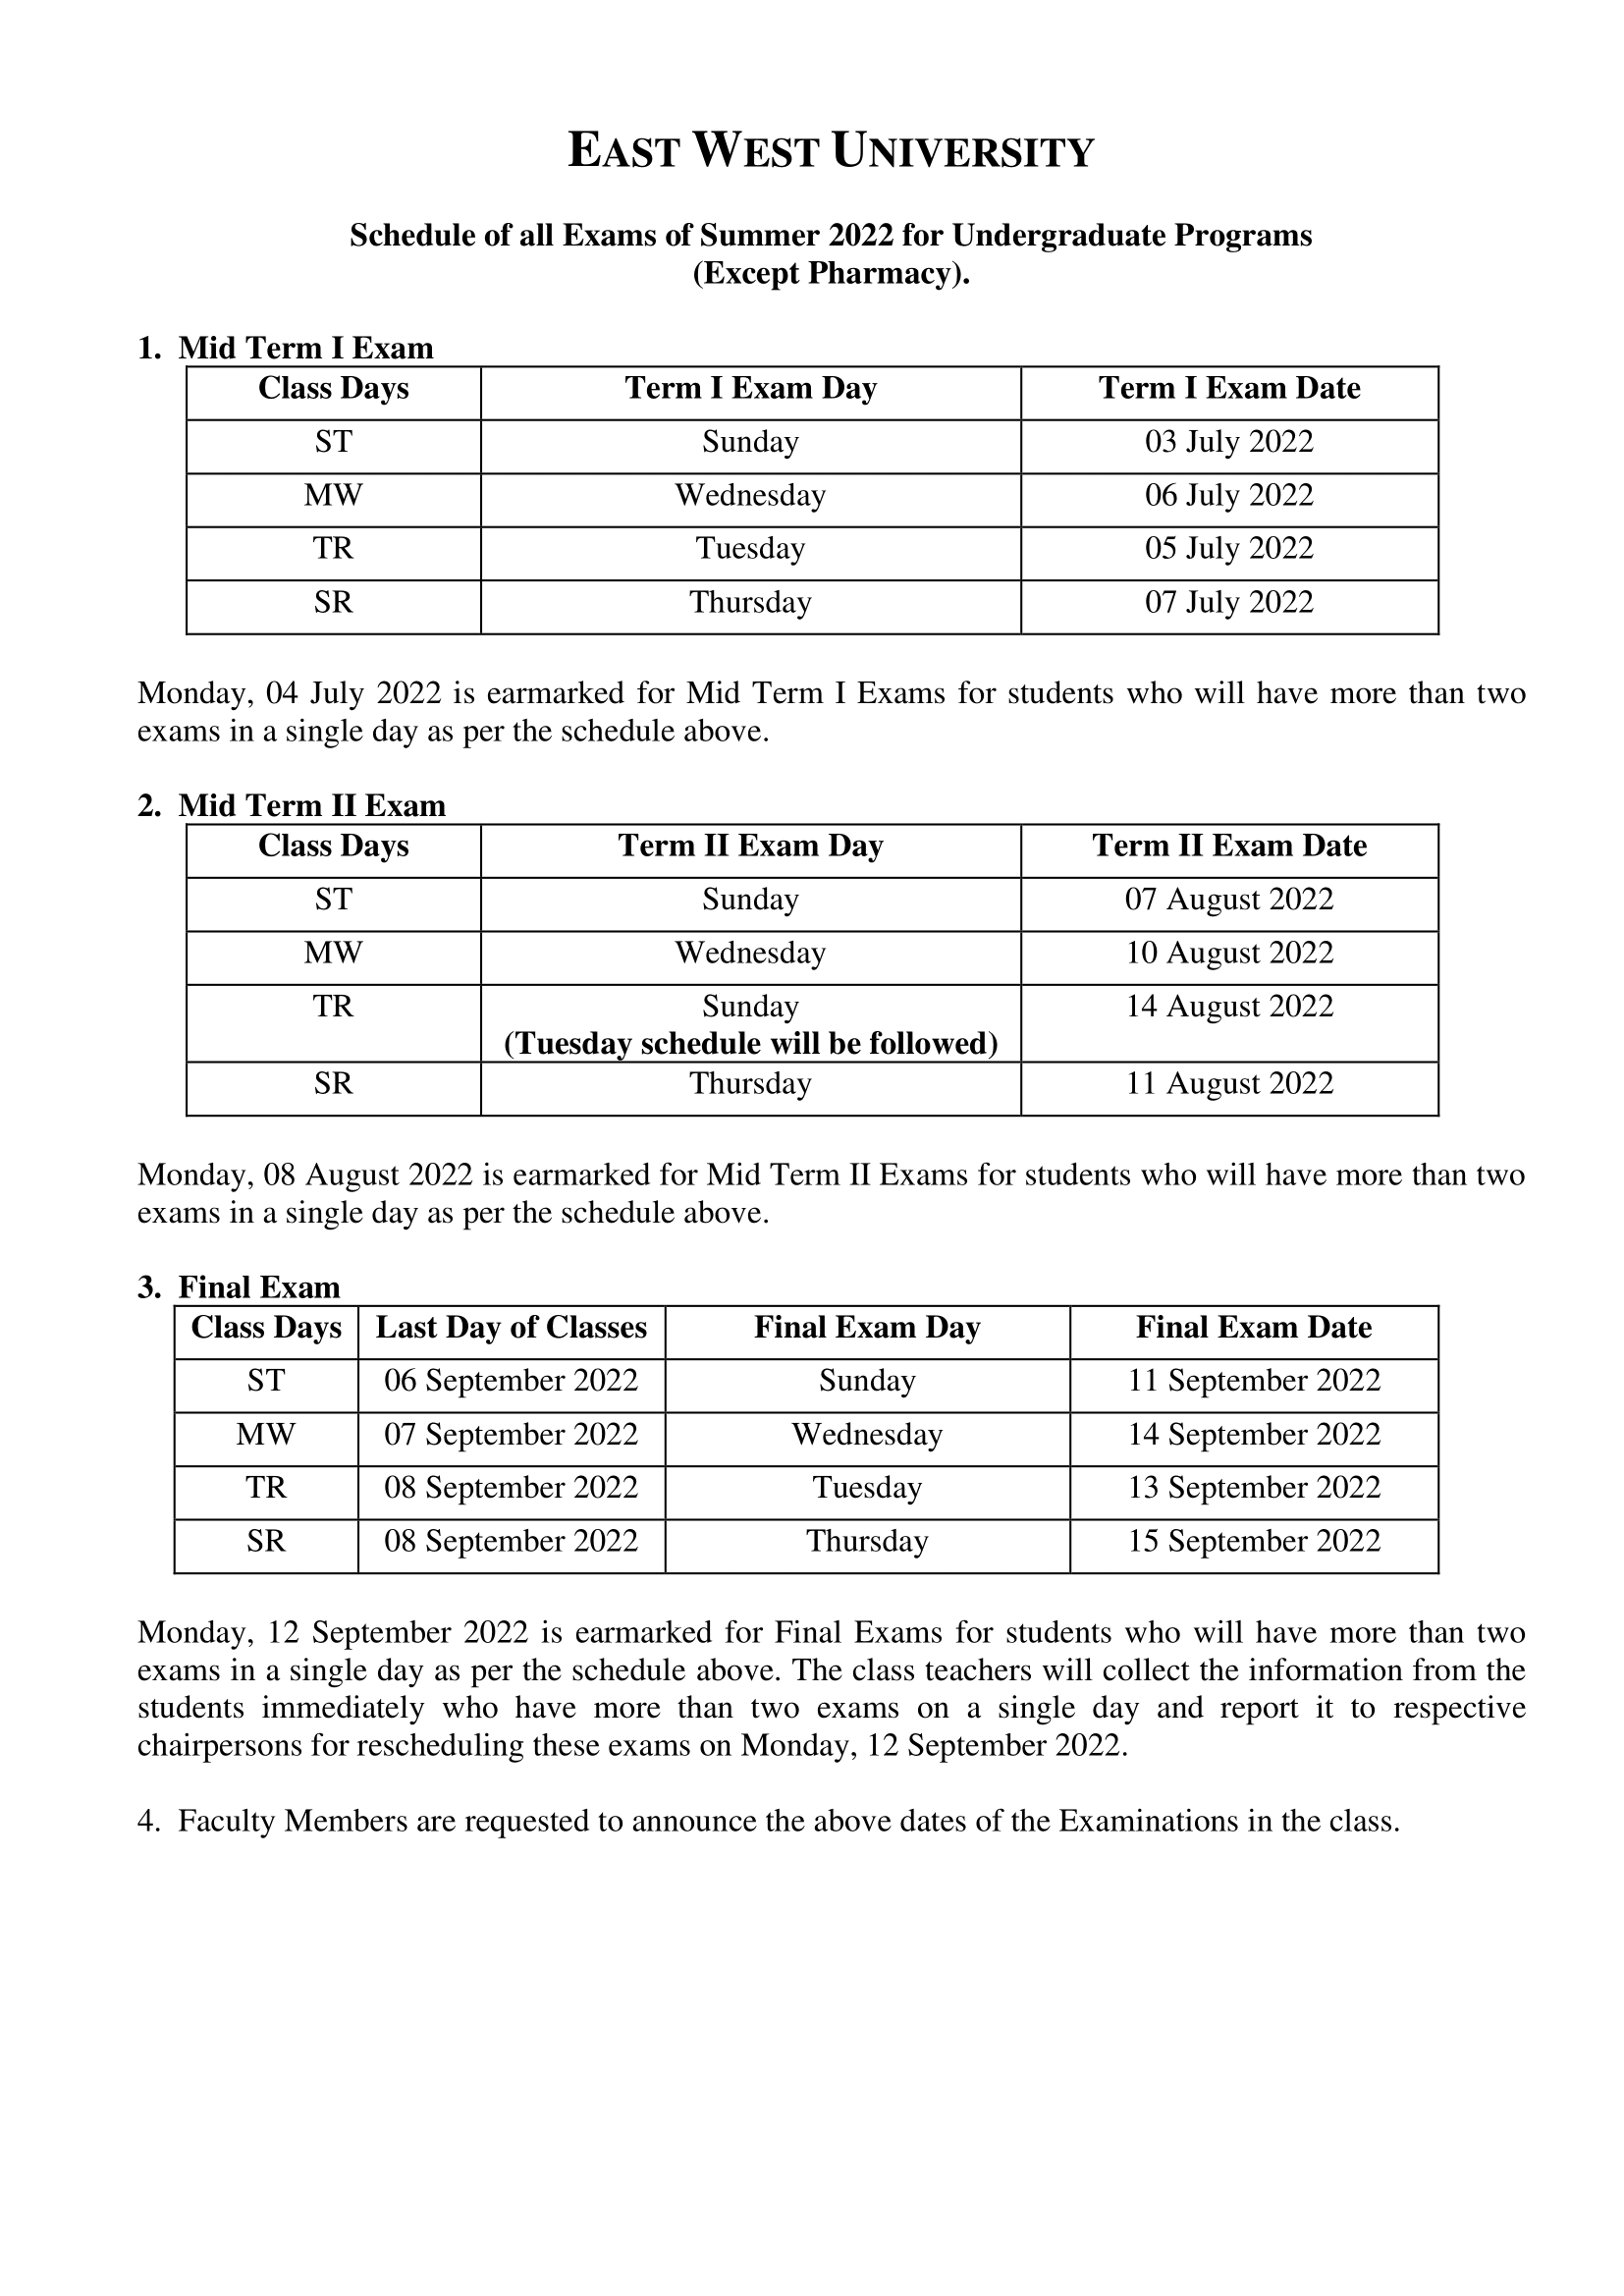 EAST WEST UNIVERSITY
Schedule of all Exams of Summer 2022 for Undergraduate Programs
(Except Pharmacy).
1. Mid Term I Exam
Class Days Term I Exam Day Term I Exam Date
ST Sunday 03 July 2022
MW Wednesday 06 July 2022
TR Tuesday 05 July 2022
SR Thursday 07 July 2022
Monday, 04 July 2022 is earmarked for Mid Term I Exams for students who will have more than two
exams in a single day as per the schedule above.
2. Mid Term II Exam
Class Days Term II Exam Day Term II Exam Date
ST Sunday 07 August 2022
MW Wednesday 10 August 2022
TR Sunday 14 August 2022
(Tuesday schedule will be followed)
SR Thursday 11 August 2022
Monday, 08 August 2022 is earmarked for Mid Term II Exams for students who will have more than two
exams in a single day as per the schedule above.
3. Final Exam
Class Days Last Day of Classes Final Exam Day Final Exam Date
ST 06 September 2022 Sunday 11 September 2022
MW 07 September 2022 Wednesday 14 September 2022
TR 08 September 2022 Tuesday 13 September 2022
SR 08 September 2022 Thursday 15 September 2022
Monday, 12 September 2022 is earmarked for Final Exams for students who will have more than two
exams in a single day as per the schedule above. The class teachers will collect the information from the
students immediately who have more than two exams on a single day and report it to respective
chairpersons for rescheduling these exams on Monday, 12 September 2022.
4. Faculty Members are requested to announce the above dates of the Examinations in the class.